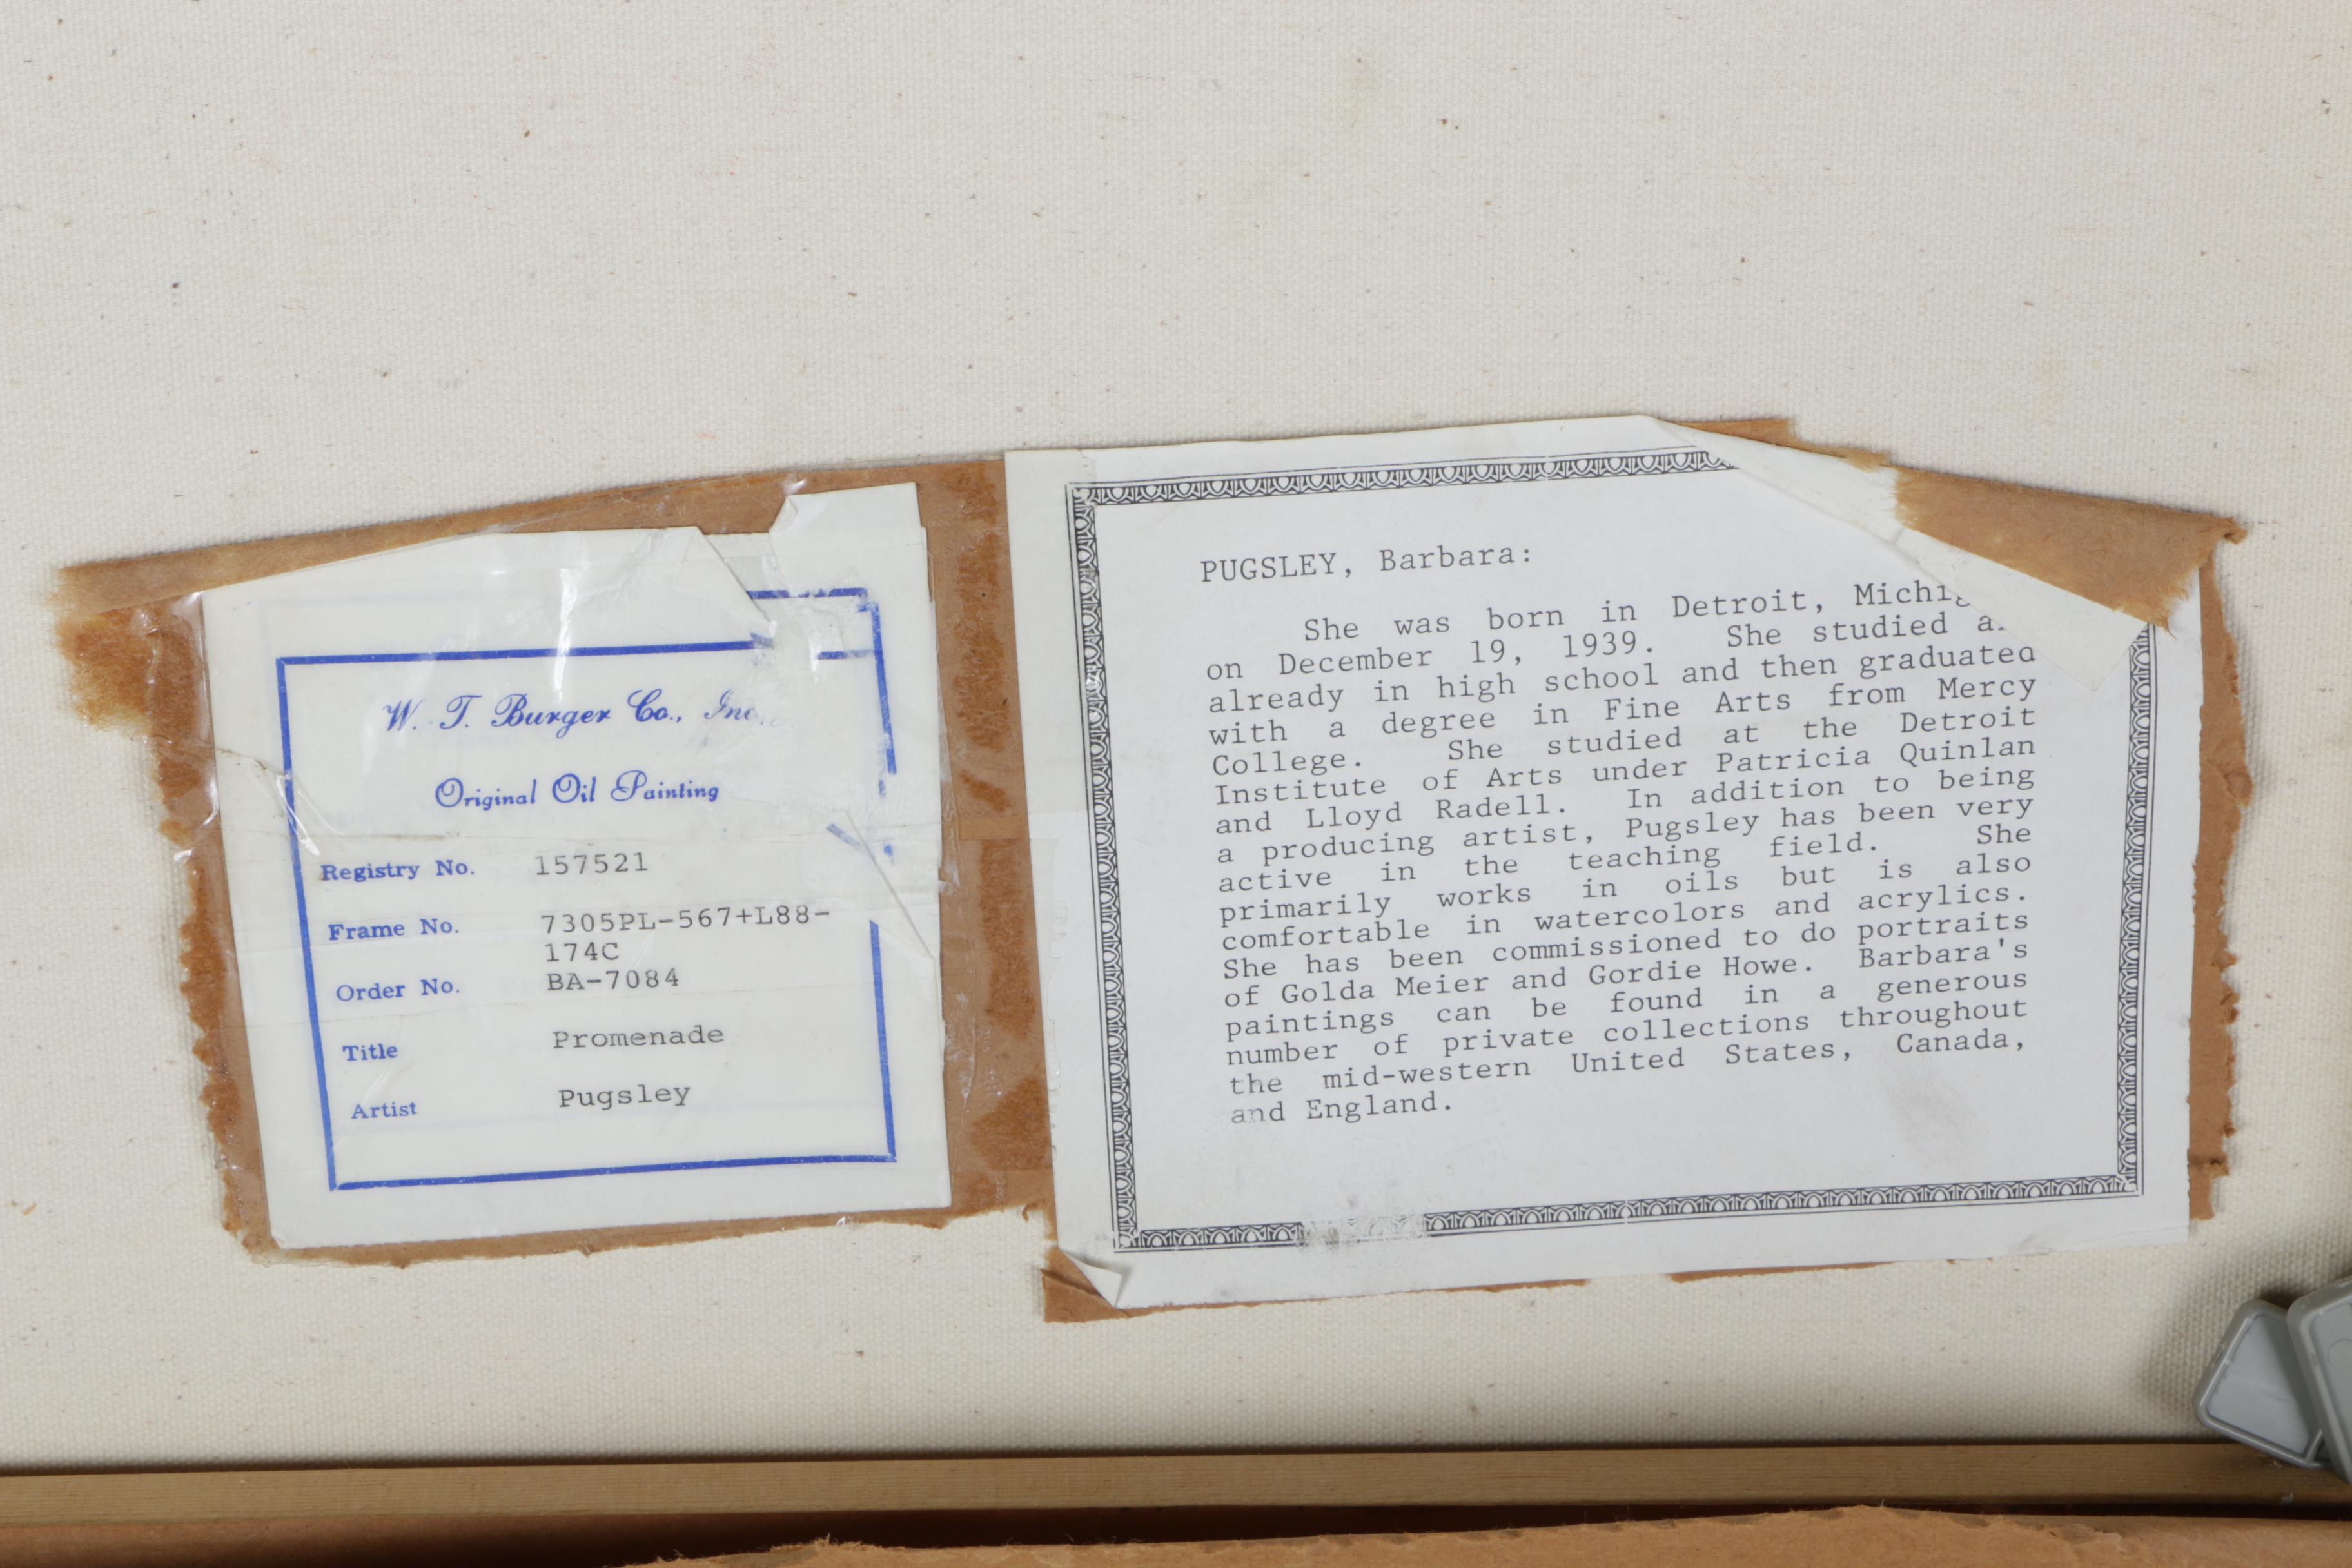 W. T. Burger Co., Inc.
Original Oil Painting
Registry No. 157521
Frame No. 7305PL-567+L88-
174C
Order No. BA-7084
Title Promenade
Artist Pugsley
PUGSLEY, Barbara:
She was born in Detroit,
on December 19, 1939. She studied
already in high school and then graduated
with a degree in Fine Arts from Mercy
College. She studied at the Detroit
Institute of Arts under Patricia Quinlan
and Lloyd Radell. In addition to being
a producing artist, Pugsley has been very
active in the teaching field. She
primarily works in oils but is also
comfortable in watercolors and acrylics.
She has been commissioned to do portraits
of Golda Meier and Gordie Howe. Barbara's
paintings can be found in a generous
number of private collections throughout
the mid-western United States, Canada,
and England.